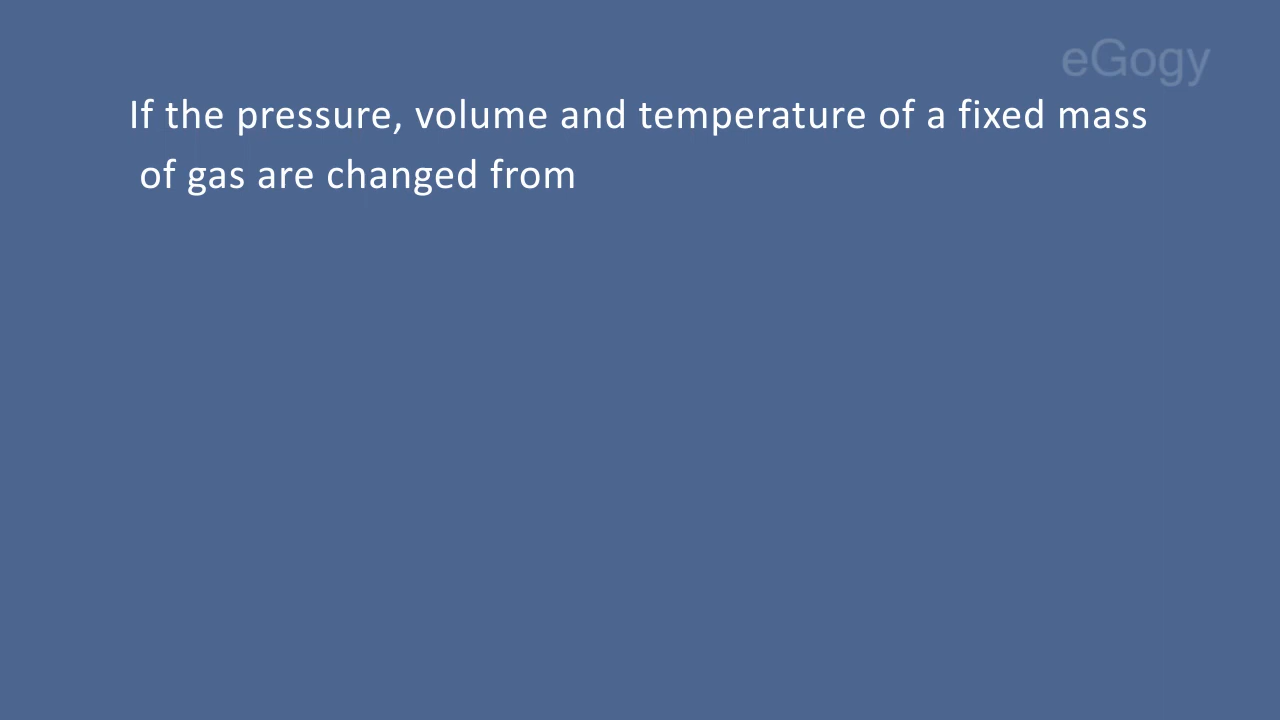 eGogy
If the pressure, volume and temperature of a fixed mass
of gas are changed from